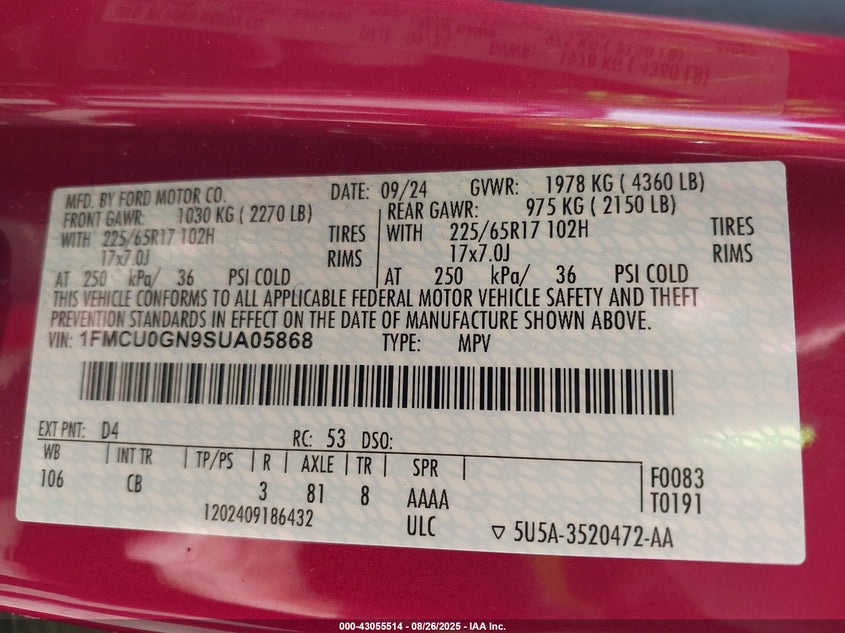 MFD. BY FORD MOTOR CO. DATE: 09/24 GVWR: 1978 KG ( 4360 LB)
FRONT GAWR: 1030 KG ( 2270 LB) REAR GAWR: 975 KG ( 2150 LB)
WITH 225/65R17 102H TIRES WITH 225/65R17 102H TIRES
17x7.0J RIMS 17x7.0J RIMS
AT 250 kPa/ 36 PSI COLD AT 250 kPa/ 36 PSI COLD
THIS VEHICLE CONFORMS TO ALL APPLICABLE FEDERAL MOTOR VEHICLE SAFETY AND THEFT
PREVENTION STANDARDS IN EFFECT ON THE DATE OF MANUFACTURE SHOWN ABOVE.
VIN: 1FMCU0GN9SUA05868 TYPE: MPV
EXT PNT: D4 RC: 53 DSO:
WB INT TR TP/PS R AXLE TR SPR F0083
106 CB 3 81 8 AAAA T0191
1202409186432 ULC ▽ 5U5A-3520472-AA
000-43055514 - 08/26/2025 - IAA Inc.